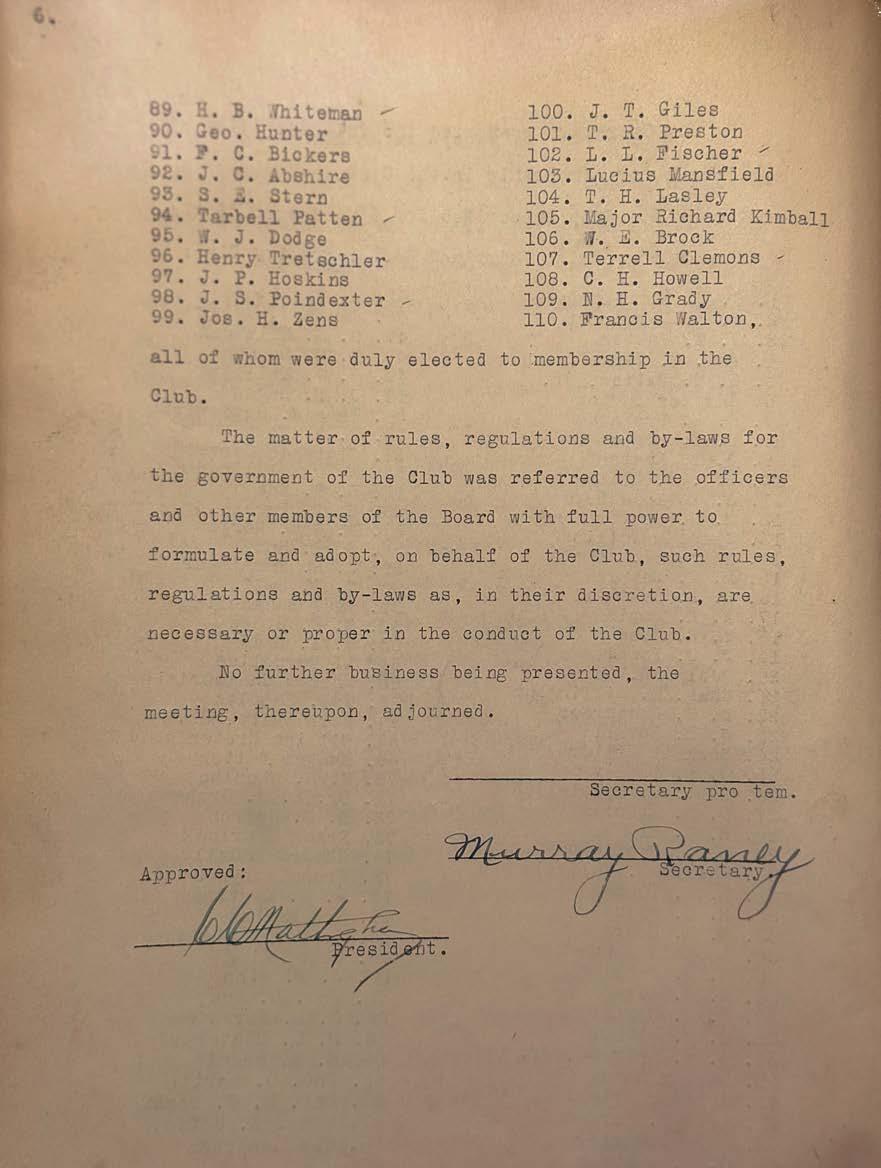 6.
89. H. B. Whiteman
90. Geo. Hunter
91. F. C. Bickers
92. J. C. Abshire
93. S. E. Stern
94. Tarbell Patten
95. W. J. Dodge
96. Henry Tretschler
97. J. P. Hoskins
98. J. S. Poindexter
99. Jos. H. Zens
100. J. T. Giles
101. T. R. Preston
102. L. L. Fischer
103. Lucius Mansfield
104. T. H. Lasley
105. Major Richard Kimball
106. W. E. Brock
107. Terrell Clemons
108. C. H. Howell
109. N. H. Grady
110. Francis Walton,
all of whom were duly elected to membership in the
Club.
The matter of rules, regulations and by-laws for
the government of the Club was referred to the officers
and other members of the Board with full power to
formulate and adopt, on behalf of the Club, such rules,
regulations and by-laws as, in their discretion, are
necessary or proper in the conduct of the Club.
No further business being presented, the
meeting, thereupon, adjourned.
Secretary pro tem.
Murray Raney
Secretary.
Approved:
President.